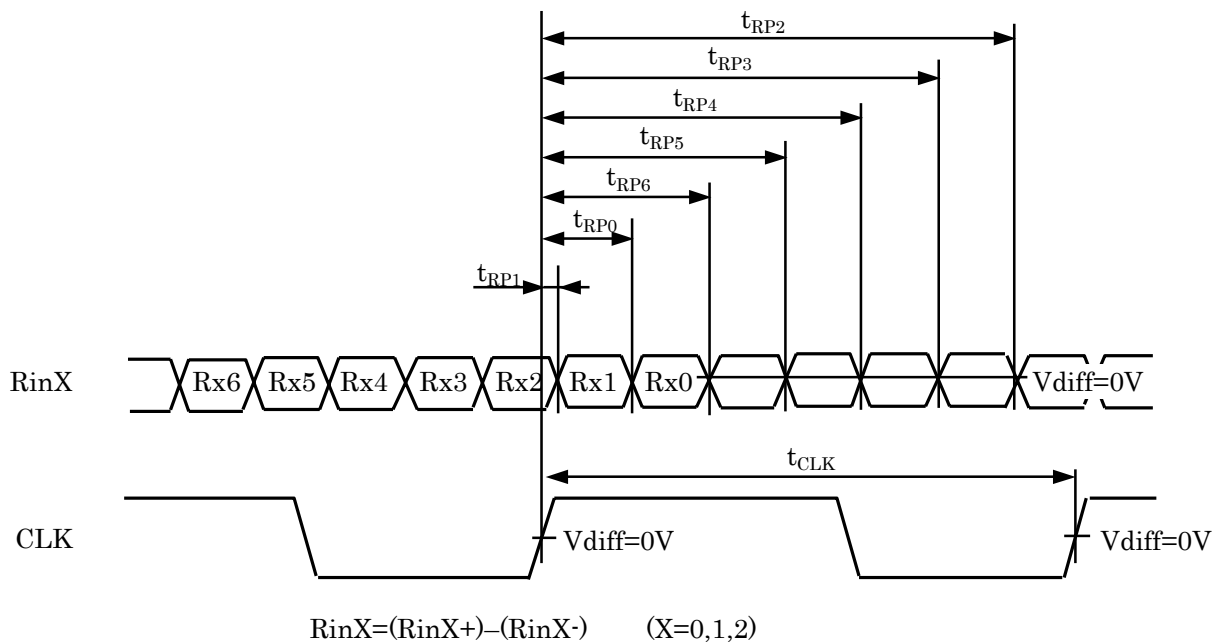 tRP2
tRP3
tRP4
tRP5
tRP6
tRP0
tRP1
RinX Rx6 Rx5 Rx4 Rx3 Rx2 Rx1 Rx0 Vdiff=0V
tCLK
CLK Vdiff=0V Vdiff=0V
RinX=(RinX+)–(RinX-) (X=0,1,2)